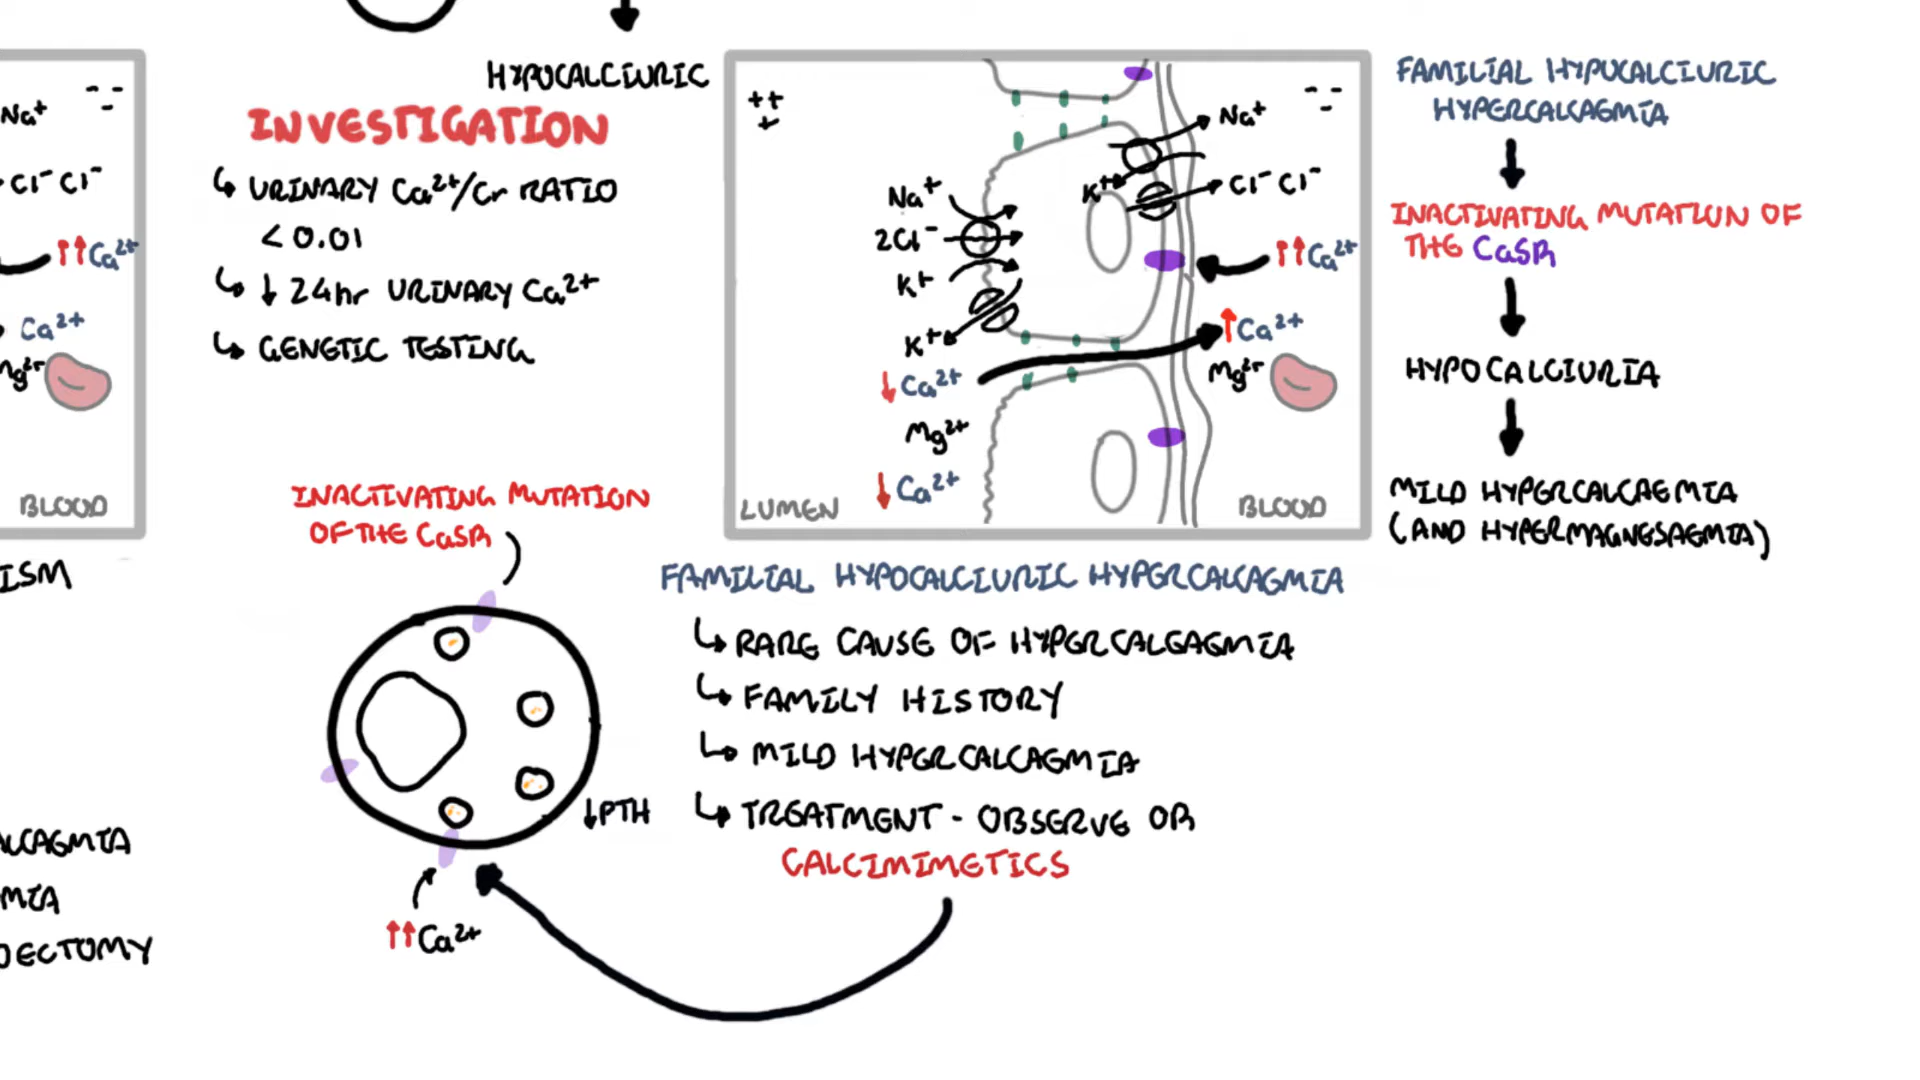 HYPOCALCIURIC
INVESTIGATION
↳ URINARY Ca²⁺/Cr RATIO
< 0.01
↳ ↓ 24hr URINARY Ca²⁺
↳ GENETIC TESTING
Na⁺
-- -
Cl⁻ Cl⁻
↑↑Ca²⁺
Ca²⁺
Mg²⁺
BLOOD
ISM
ALCAEMIA
MIA
DECTOMY
++
+
-- -
Na⁺
K⁺
Cl⁻ Cl⁻
Na⁺
2Cl⁻
K⁺
K⁺
↑↑Ca²⁺
↑Ca²⁺
Mg²⁺
↓Ca²⁺
Mg²⁺
↓Ca²⁺
LUMEN
BLOOD
FAMILIAL HYPOCALCIURIC
HYPERCALCAEMIA
INACTIVATING MUTATION OF
THE CaSR
HYPOCALCIURIA
MILD HYPERCALCAEMIA
(AND HYPERMAGNESAEMIA)
INACTIVATING MUTATION
OF THE CaSR
↓PTH
↑↑Ca²⁺
FAMILIAL HYPOCALCIURIC HYPERCALCAEMIA
↳ RARE CAUSE OF HYPERCALCAEMIA
↳ FAMILY HISTORY
↳ MILD HYPERCALCAEMIA
↳ TREATMENT - OBSERVE OR
CALCIMIMETICS